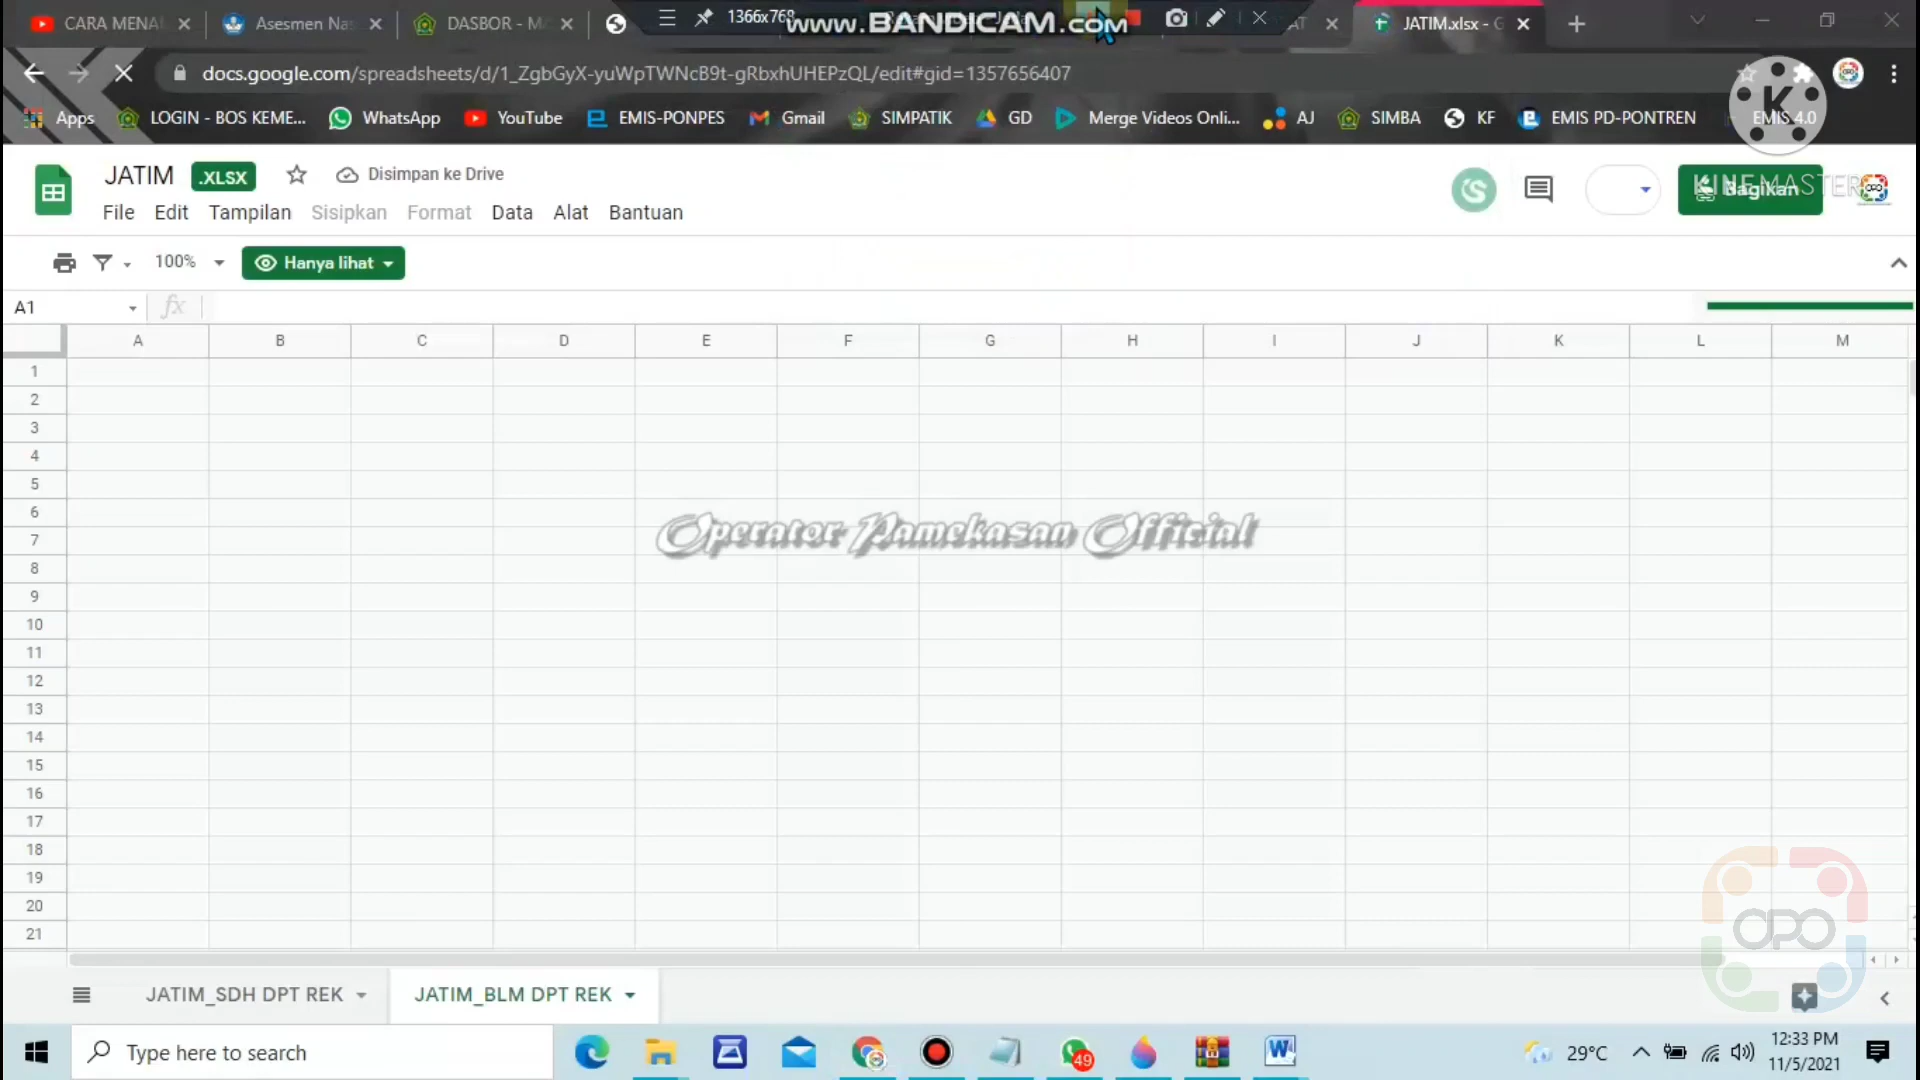 CARA MENA
Asesmen Na
DASBOR - M
1366x768
www.BANDICAM.com
AT
JATIM.xlsx - G
docs.google.com/spreadsheets/d/1_ZgbGyX-yuWpTWNcB9t-gRbxhUHEPzQL/edit#gid=1357656407
Apps
LOGIN - BOS KEME...
WhatsApp
YouTube
EMIS-PONPES
Gmail
SIMPATIK
GD
Merge Videos Onli...
AJ
SIMBA
KF
EMIS PD-PONTREN
EMIS 4.0
K
JATIM
.XLSX
Disimpan ke Drive
KINEMASTER
Bagikan
File Edit Tampilan Sisipkan Format Data Alat Bantuan
100%
Hanya lihat
A1
fx
A B C D E F G H I J K L M
1
2
3
4
5
6
7
8
9
10
11
12
13
14
15
16
17
18
19
20
21
Operator Pamekasan Official
OPO
JATIM_SDH DPT REK
JATIM_BLM DPT REK
Type here to search
49
29°C
12:33 PM
11/5/2021